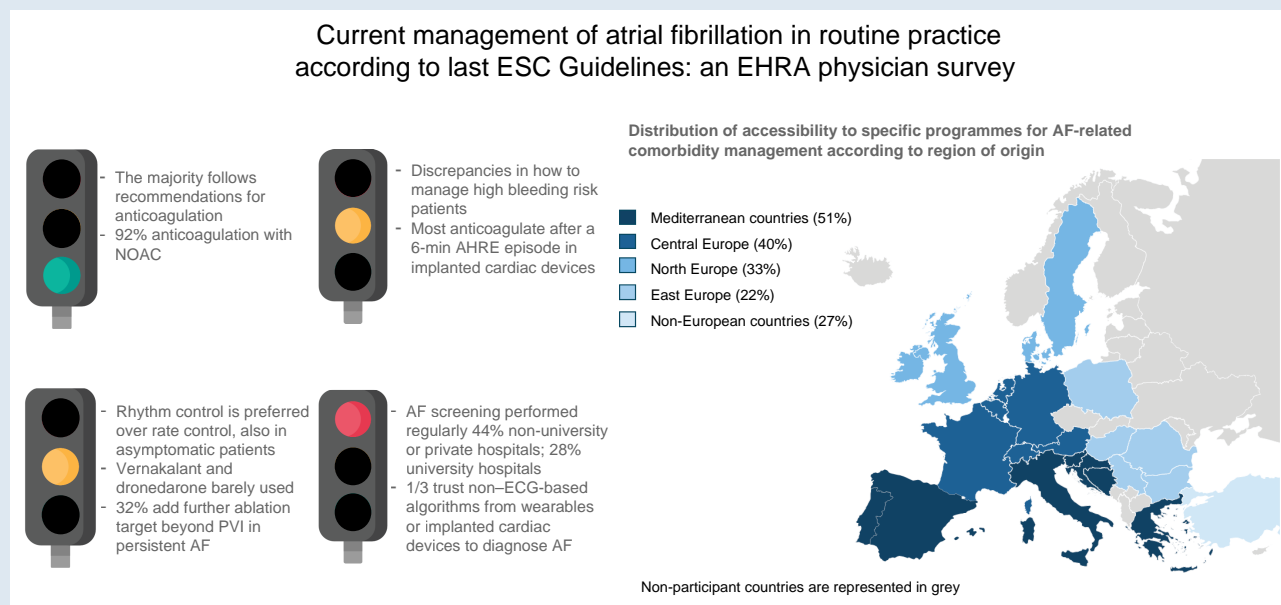 Current management of atrial fibrillation in routine practice
according to last ESC Guidelines: an EHRA physician survey
- The majority follows
recommendations for
anticoagulation
- 92% anticoagulation with
NOAC
- Discrepancies in how to
manage high bleeding risk
patients
- Most anticoagulate after a
6-min AHRE episode in
implanted cardiac devices
- Rhythm control is preferred
over rate control, also in
asymptomatic patients
- Vernakalant and
dronedarone barely used
- 32% add further ablation
target beyond PVI in
persistent AF
- AF screening performed
regularly 44% non-university
or private hospitals; 28%
university hospitals
- 1/3 trust non–ECG-based
algorithms from wearables
or implanted cardiac
devices to diagnose AF
Distribution of accessibility to specific programmes for AF-related
comorbidity management according to region of origin
Mediterranean countries (51%)
Central Europe (40%)
North Europe (33%)
East Europe (22%)
Non-European countries (27%)
Non-participant countries are represented in grey